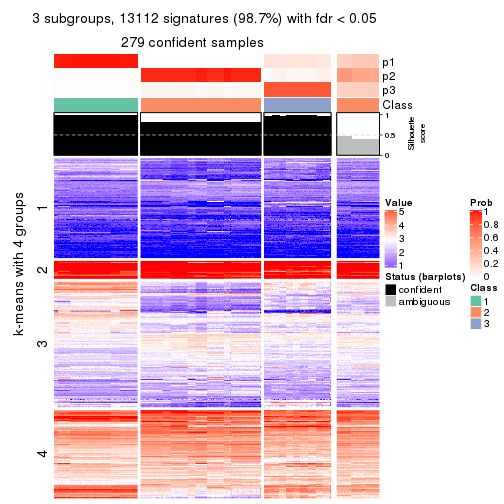 3 subgroups, 13112 signatures (98.7%) with fdr < 0.05
279 confident samples
p1
p2
p3
Class
1
0.5
0
Silhouette
score
k-means with 4 groups
1
2
3
4
Value
5
4
3
2
1
Status (barplots)
confident
ambiguous
Prob
1
0.8
0.6
0.4
0.2
0
Class
1
2
3